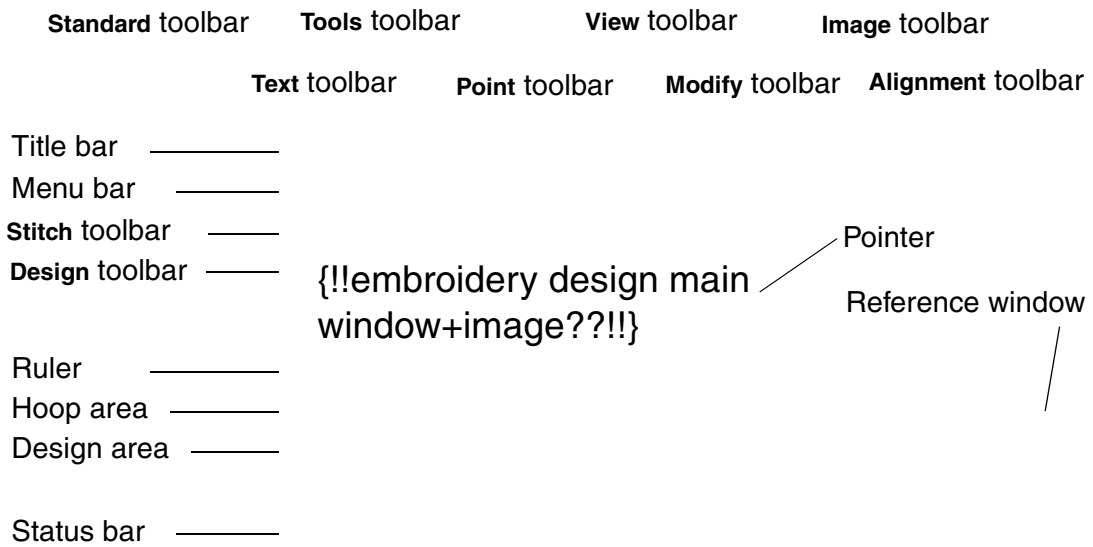 Standard toolbar Tools toolbar View toolbar Image toolbar
Text toolbar Point toolbar Modify toolbar Alignment toolbar
Title bar
Menu bar
Stitch toolbar
Pointer
Design toolbar
{!!embroidery design main
window+image??!!}
Reference window
Ruler
Hoop area
Design area
Status bar